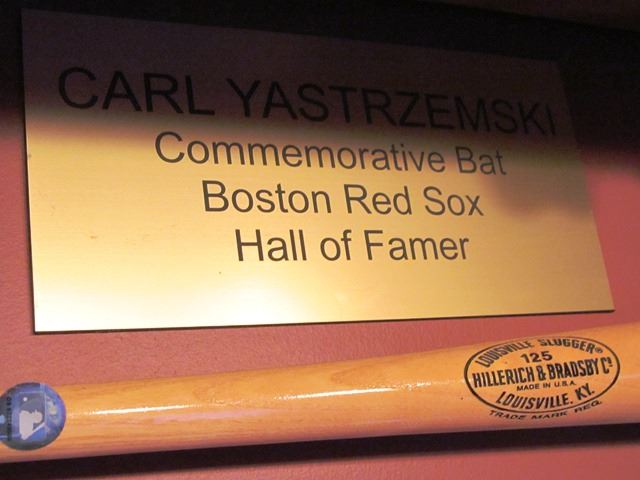 CARL YASTRZEMSKI
Commemorative Bat
Boston Red Sox
Hall of Famer
LOUISVILLE SLUGGER®
125
HILLERICH & BRADSBY Cº
MADE IN U.S.A.
LOUISVILLE, KY.
TRADE MARK REG.